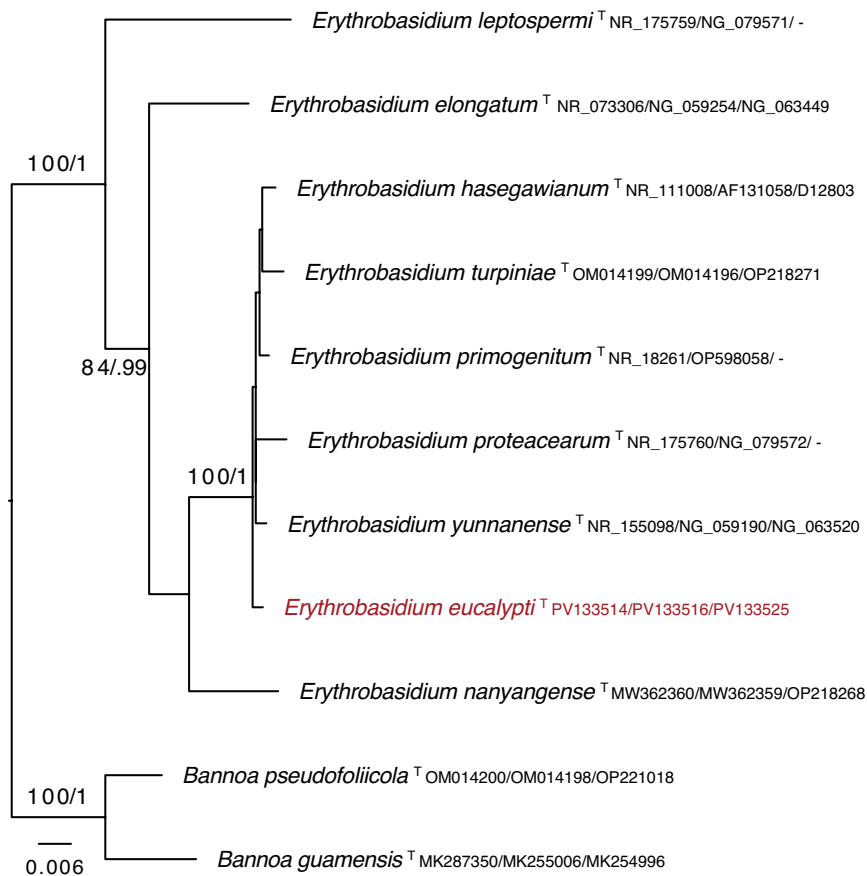 Erythrobasidium leptospermi T NR_175759/NG_079571/ -
Erythrobasidium elongatum T NR_073306/NG_059254/NG_063449
100/1
Erythrobasidium hasegawianum T NR_111008/AF131058/D12803
Erythrobasidium turpiniae T OM014199/OM014196/OP218271
Erythrobasidium primogenitum T NR_18261/OP598058/ -
84/.99
Erythrobasidium proteacearum T NR_175760/NG_079572/ -
100/1
Erythrobasidium yunnanense T NR_155098/NG_059190/NG_063520
Erythrobasidium eucalypti T PV133514/PV133516/PV133525
Erythrobasidium nanyangense T MW362360/MW362359/OP218268
Bannoa pseudofoliicola T OM014200/OM014198/OP221018
100/1
Bannoa guamensis T MK287350/MK255006/MK254996
0.006